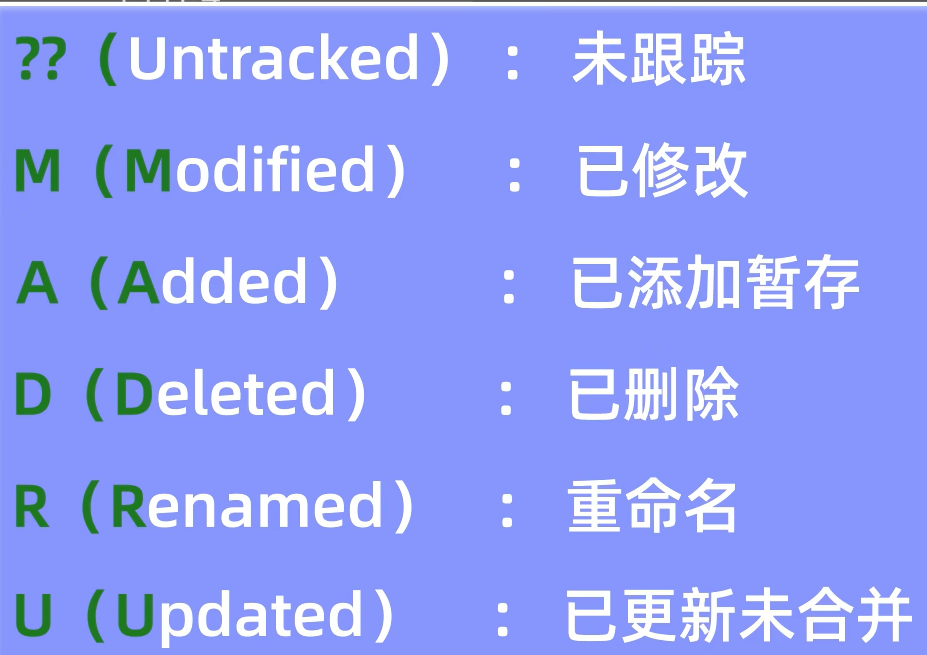 ??（Untracked）：未跟踪
M（Modified）：已修改
A（Added）：已添加暂存
D（Deleted）：已删除
R（Renamed）：重命名
U（Updated）：已更新未合并